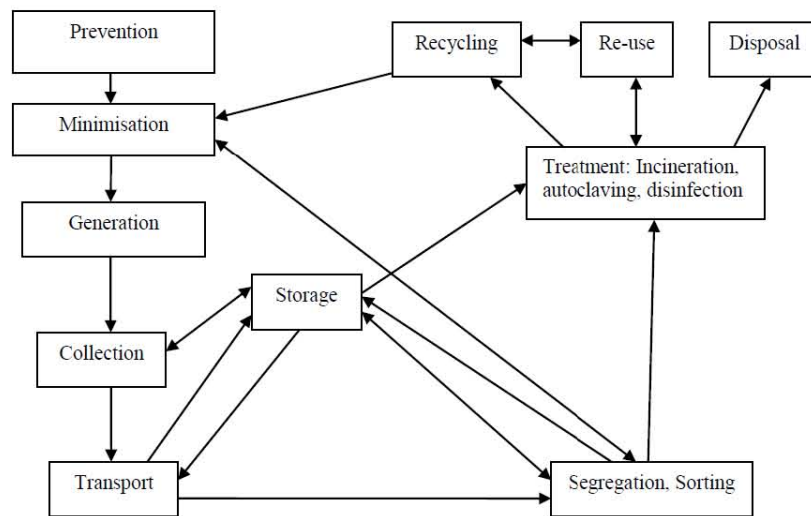 Prevention
Recycling
Re-use
Disposal
Minimisation
Treatment: Incineration,
autoclaving, disinfection
Generation
Storage
Collection
Transport
Segregation, Sorting